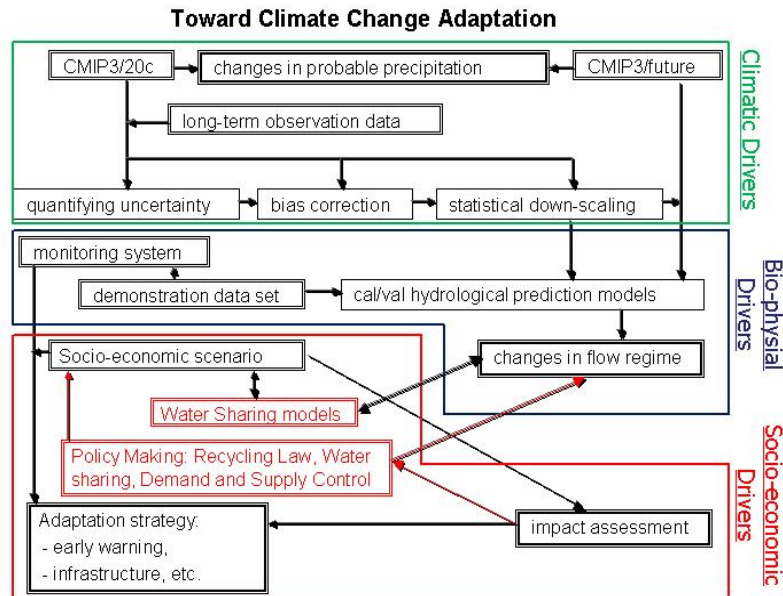 Toward Climate Change Adaptation
CMIP3/20c
changes in probable precipitation
CMIP3/future
long-term observation data
quantifying uncertainty
bias correction
statistical down-scaling
Climatic Drivers
monitoring system
demonstration data set
cal/val hydrological prediction models
changes in flow regime
Bio-physial
Drivers
Socio-economic scenario
Water Sharing models
Policy Making: Recycling Law, Water
sharing, Demand and Supply Control
Adaptation strategy:
- early warning,
- infrastructure, etc.
impact assessment
Socio-economic
Drivers